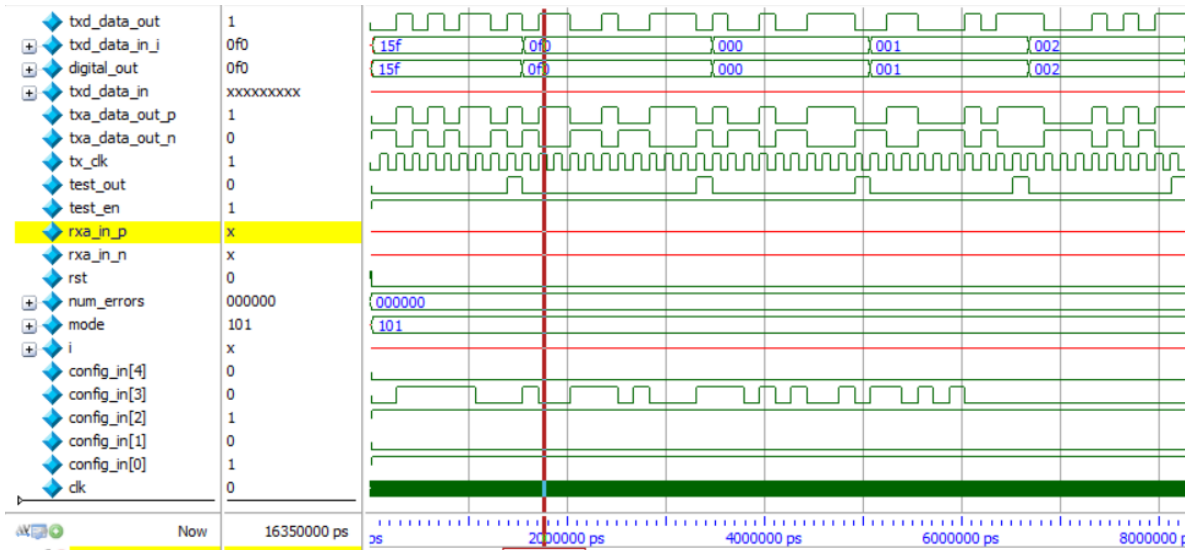 txd_data_out 1
txd_data_in_i 0f0 15f 0f0 000 001 002
digital_out 0f0 15f 0f0 000 001 002
txd_data_in xxxxxxxxx
txa_data_out_p 1
txa_data_out_n 0
tx_clk 1
test_out 0
test_en 1
rxa_in_p x
rxa_in_n x
rst 0
num_errors 000000 000000
mode 101 101
i x
config_in[4] 0
config_in[3] 0
config_in[2] 1
config_in[1] 0
config_in[0] 1
clk 0
Now 16350000 ps ps 2000000 ps 4000000 ps 6000000 ps 8000000 p